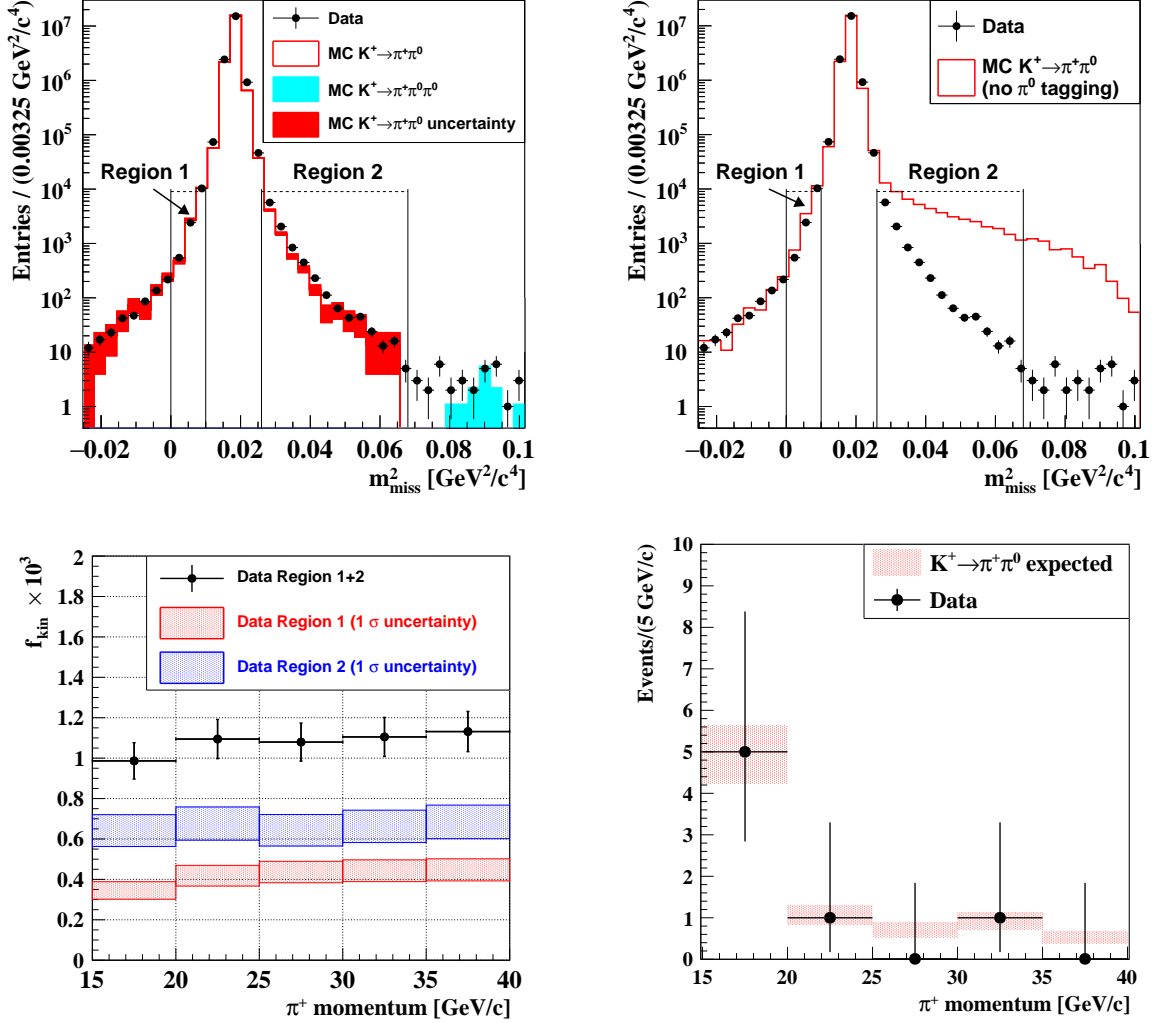 Entries / (0.00325 GeV²/c⁴)
10⁷
10⁶
10⁵
10⁴
10³
10²
10
1
Data
MC K⁺→π⁺π⁰
MC K⁺→π⁺π⁰π⁰
MC K⁺→π⁺π⁰ uncertainty
Region 1
Region 2
−0.02 0 0.02 0.04 0.06 0.08 0.1
m²miss [GeV²/c⁴]
Entries / (0.00325 GeV²/c⁴)
10⁷
10⁶
10⁵
10⁴
10³
10²
10
1
Data
MC K⁺→π⁺π⁰
(no π⁰ tagging)
Region 1
Region 2
−0.02 0 0.02 0.04 0.06 0.08 0.1
m²miss [GeV²/c⁴]
f_kin × 10³
2
1.8
1.6
1.4
1.2
1
0.8
0.6
0.4
0.2
0
Data Region 1+2
Data Region 1 (1 σ uncertainty)
Data Region 2 (1 σ uncertainty)
15 20 25 30 35 40
π⁺ momentum [GeV/c]
Events/(5 GeV/c)
10
9
8
7
6
5
4
3
2
1
0
K⁺→π⁺π⁰ expected
Data
15 20 25 30 35 40
π⁺ momentum [GeV/c]